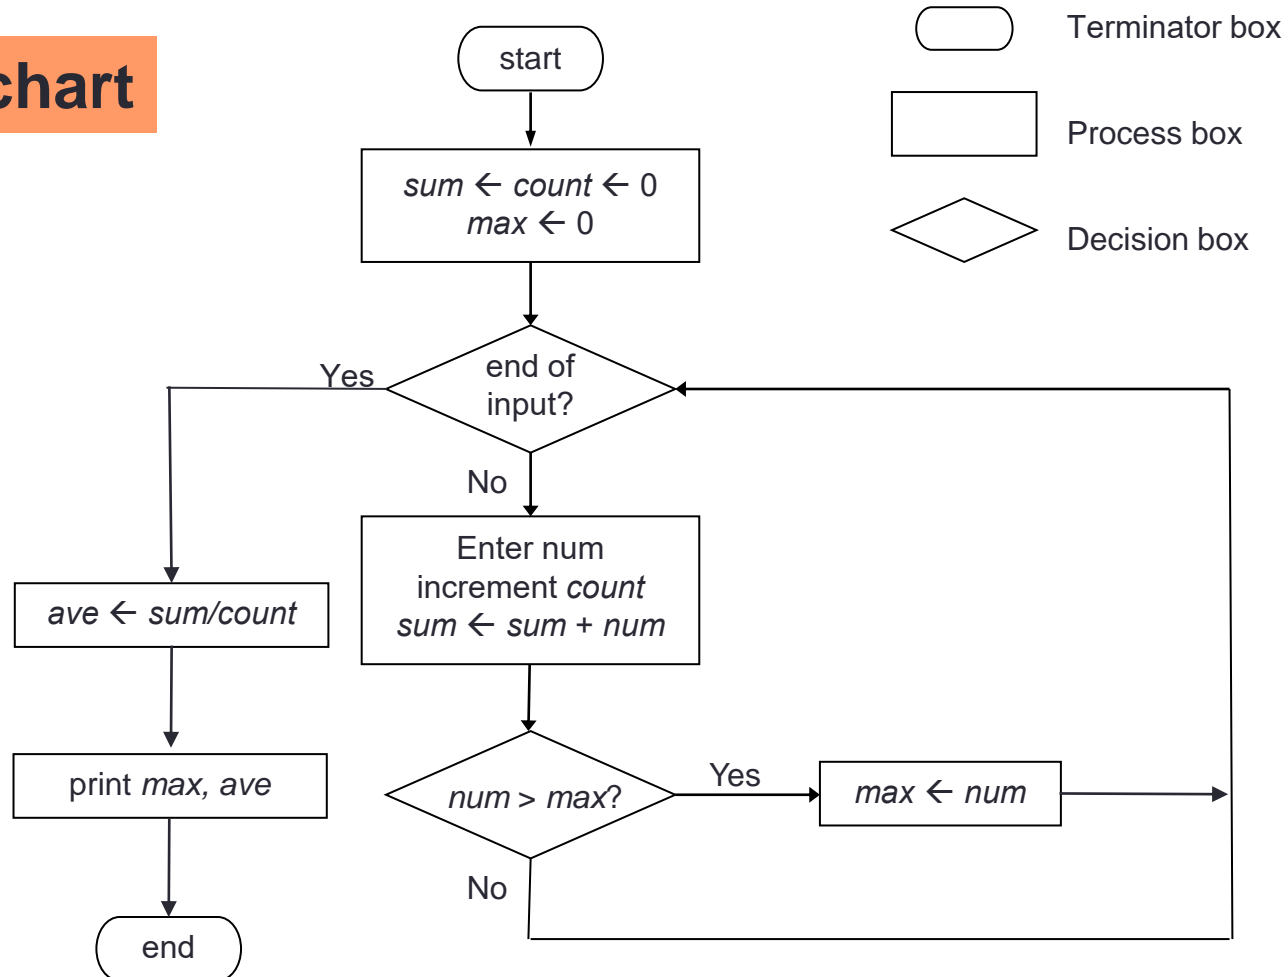 chart
start
sum ← count ← 0
max ← 0
end of
input?
Yes
No
Enter num
increment count
sum ← sum + num
num > max?
Yes
max ← num
No
ave ← sum/count
print max, ave
end
Terminator box
Process box
Decision box